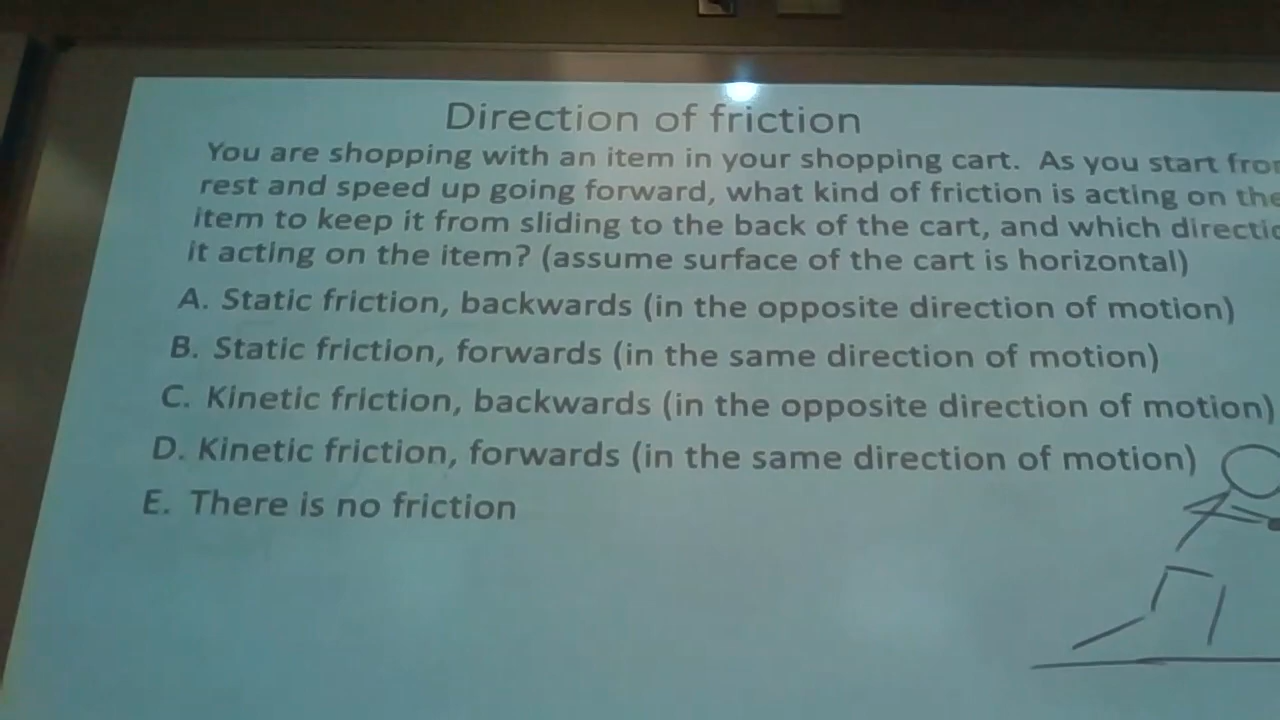 Direction of friction
You are shopping with an item in your shopping cart. As you start
rest and speed up going forward, what kind of friction is acting on the
item to keep it from sliding to the back of the cart, and which
it acting on the item? (assume surface of the cart is horizontal)
A. Static friction, backwards (in the opposite direction of motion)
B. Static friction, forwards (in the same direction of motion)
C. Kinetic friction, backwards (in the opposite direction of motion)
D. Kinetic friction, forwards (in the same direction of motion)
E. There is no friction